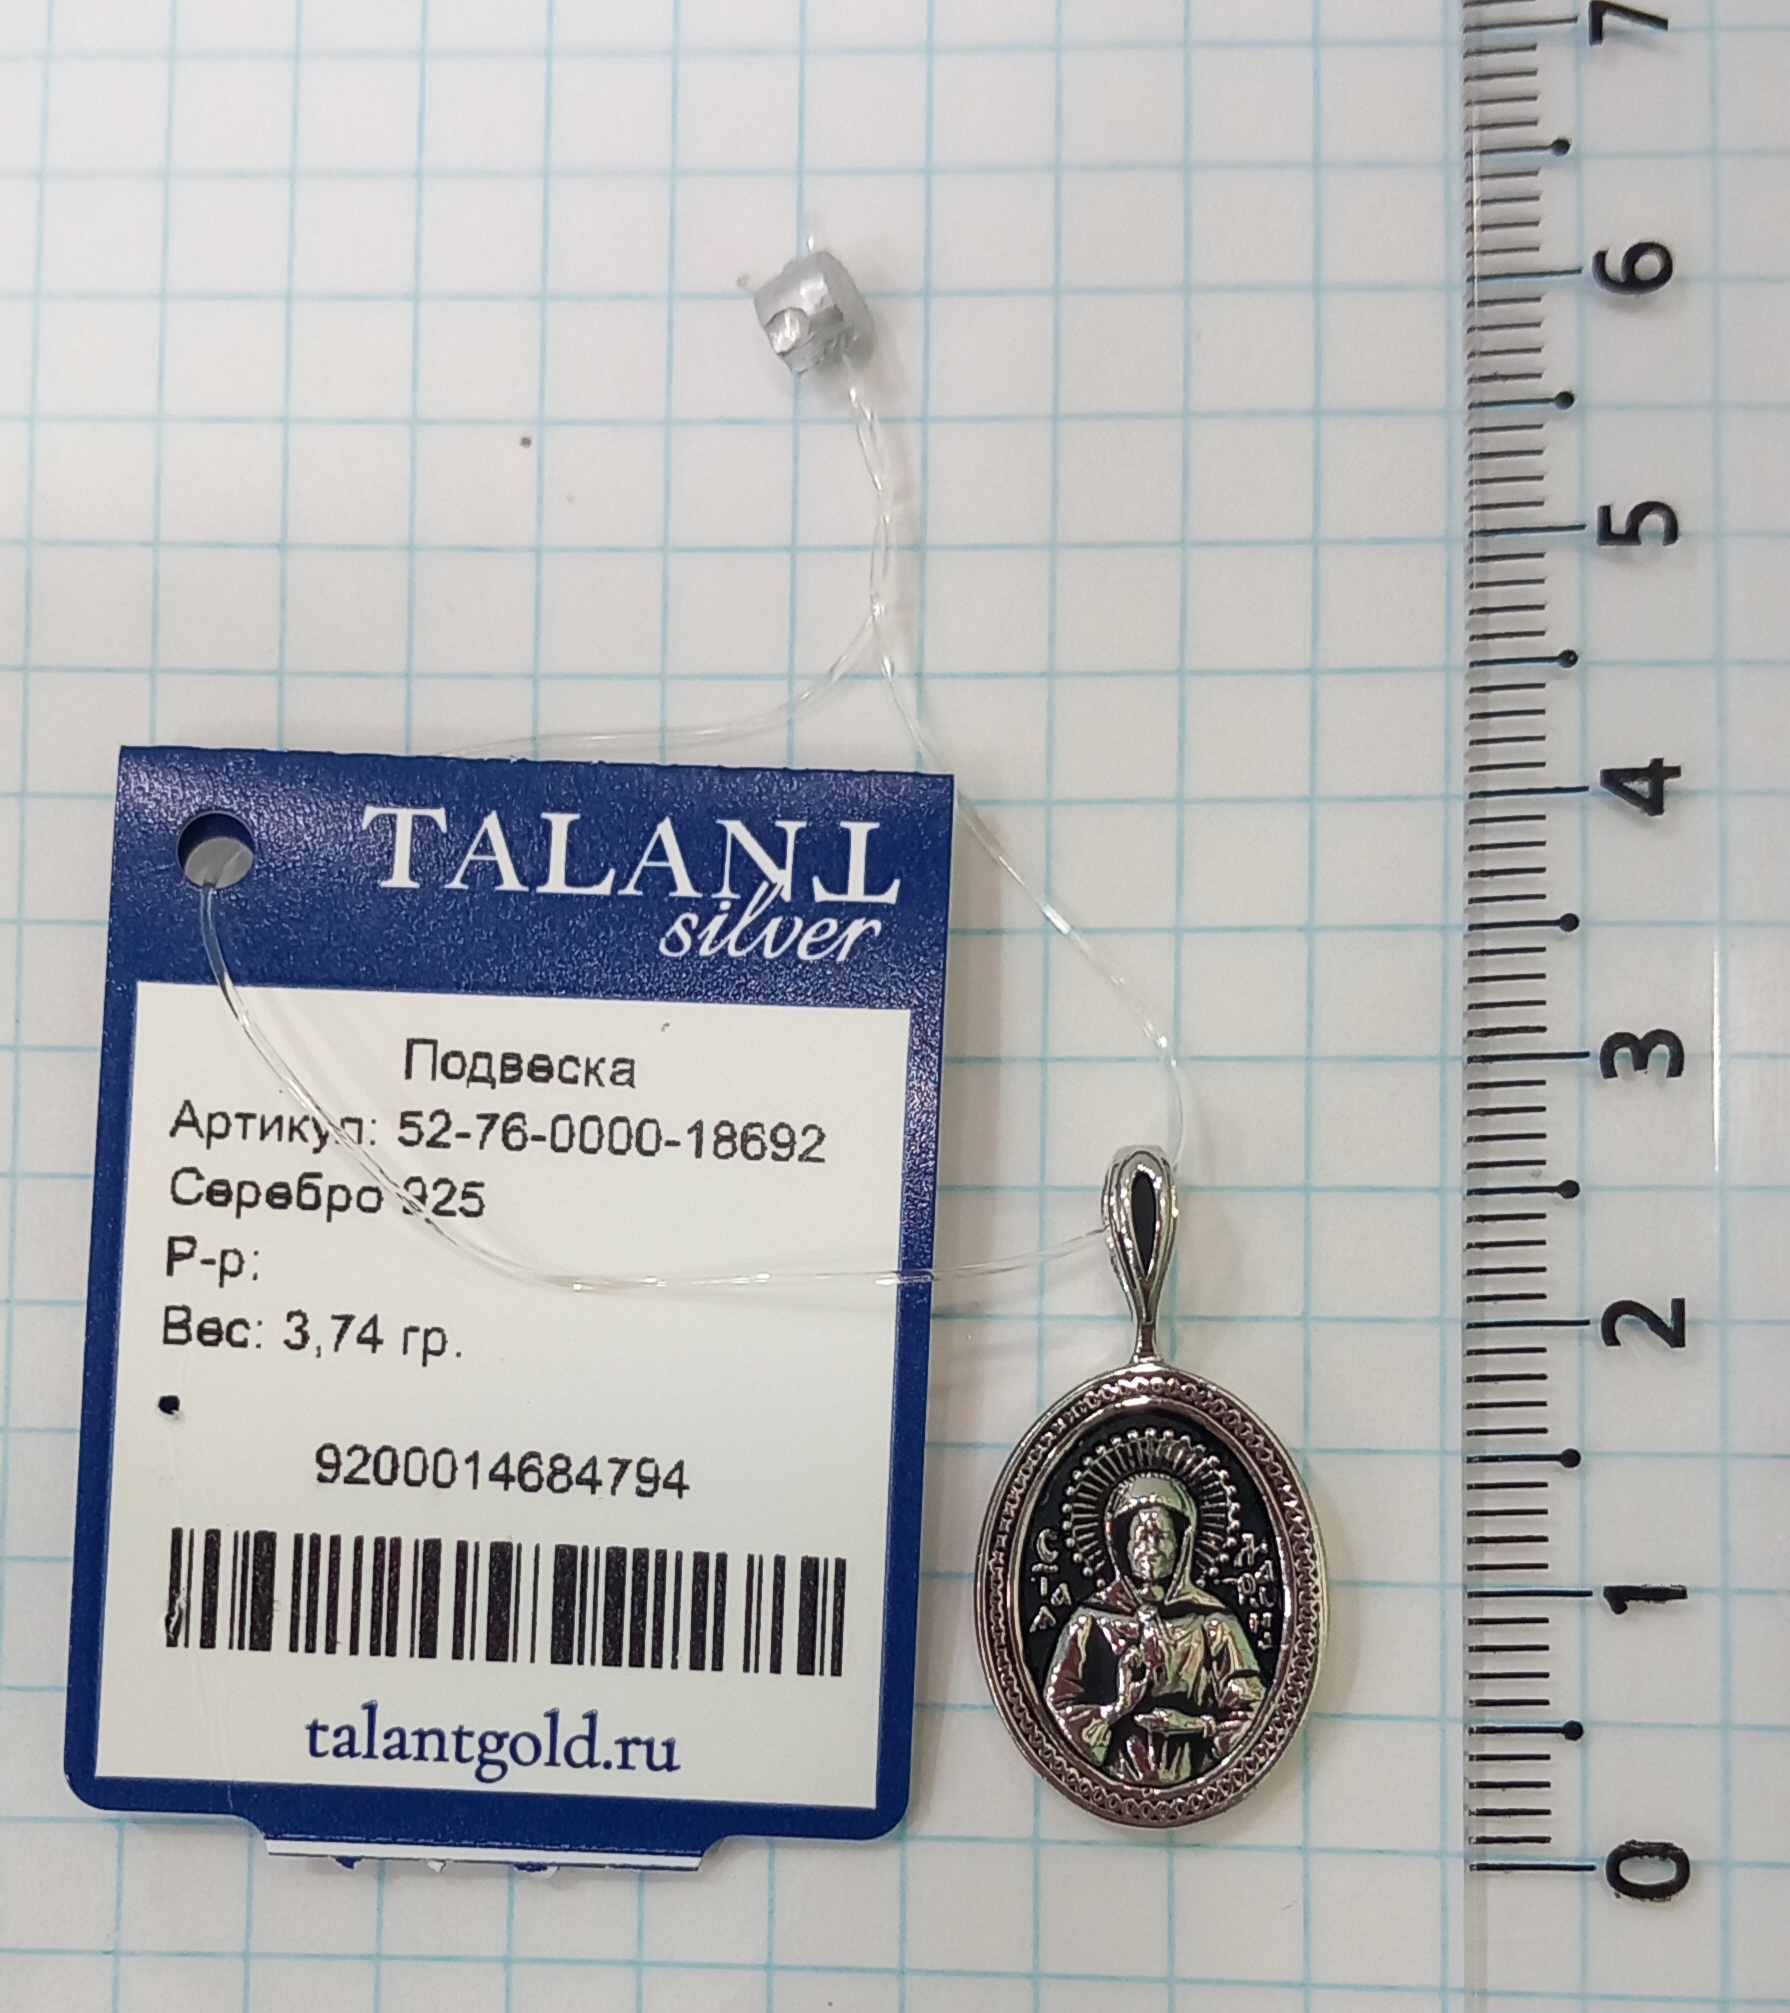 TALANT
silver
Подвеска
Артикул: 52-76-0000-18692
Серебро 925
Р-р:
Вес: 3,74 гр.
9200014684794
talantgold.ru
7
6
5
4
3
2
1
0